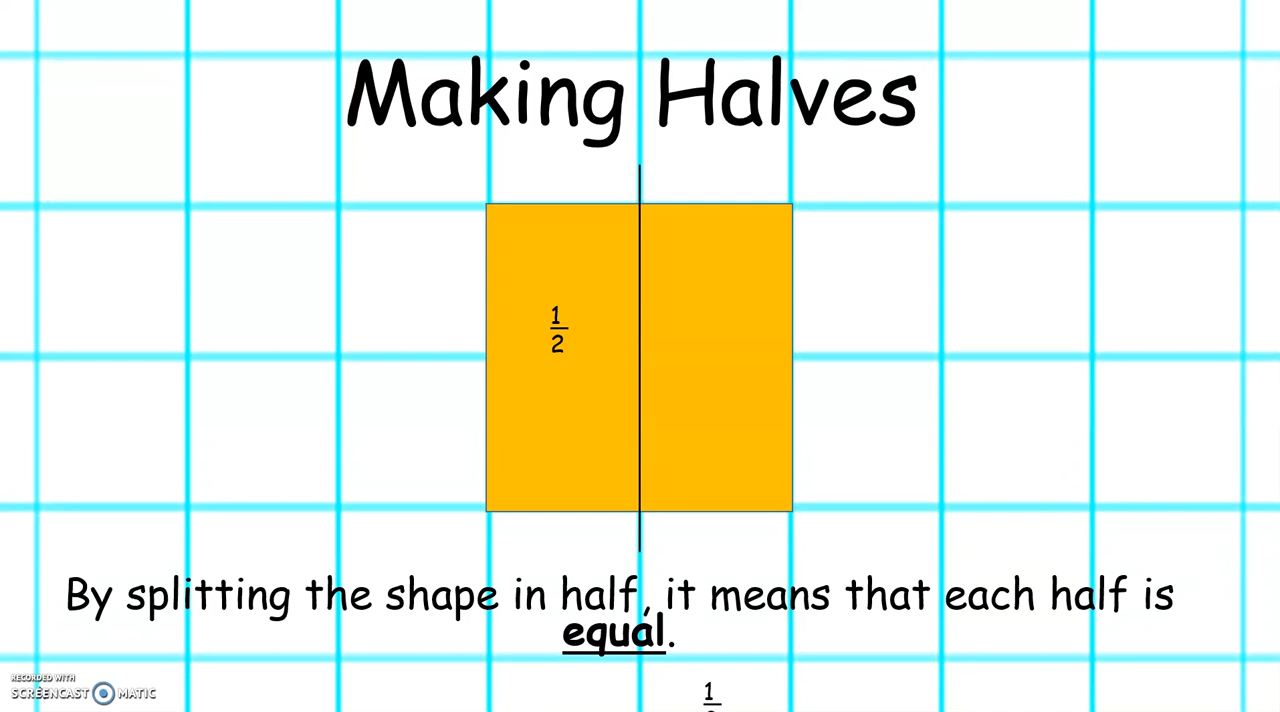 Making Halves
1
2
By splitting the shape in half, it means that each half is
equal.
RECORDED WITH
SCREENCAST MATIC
1